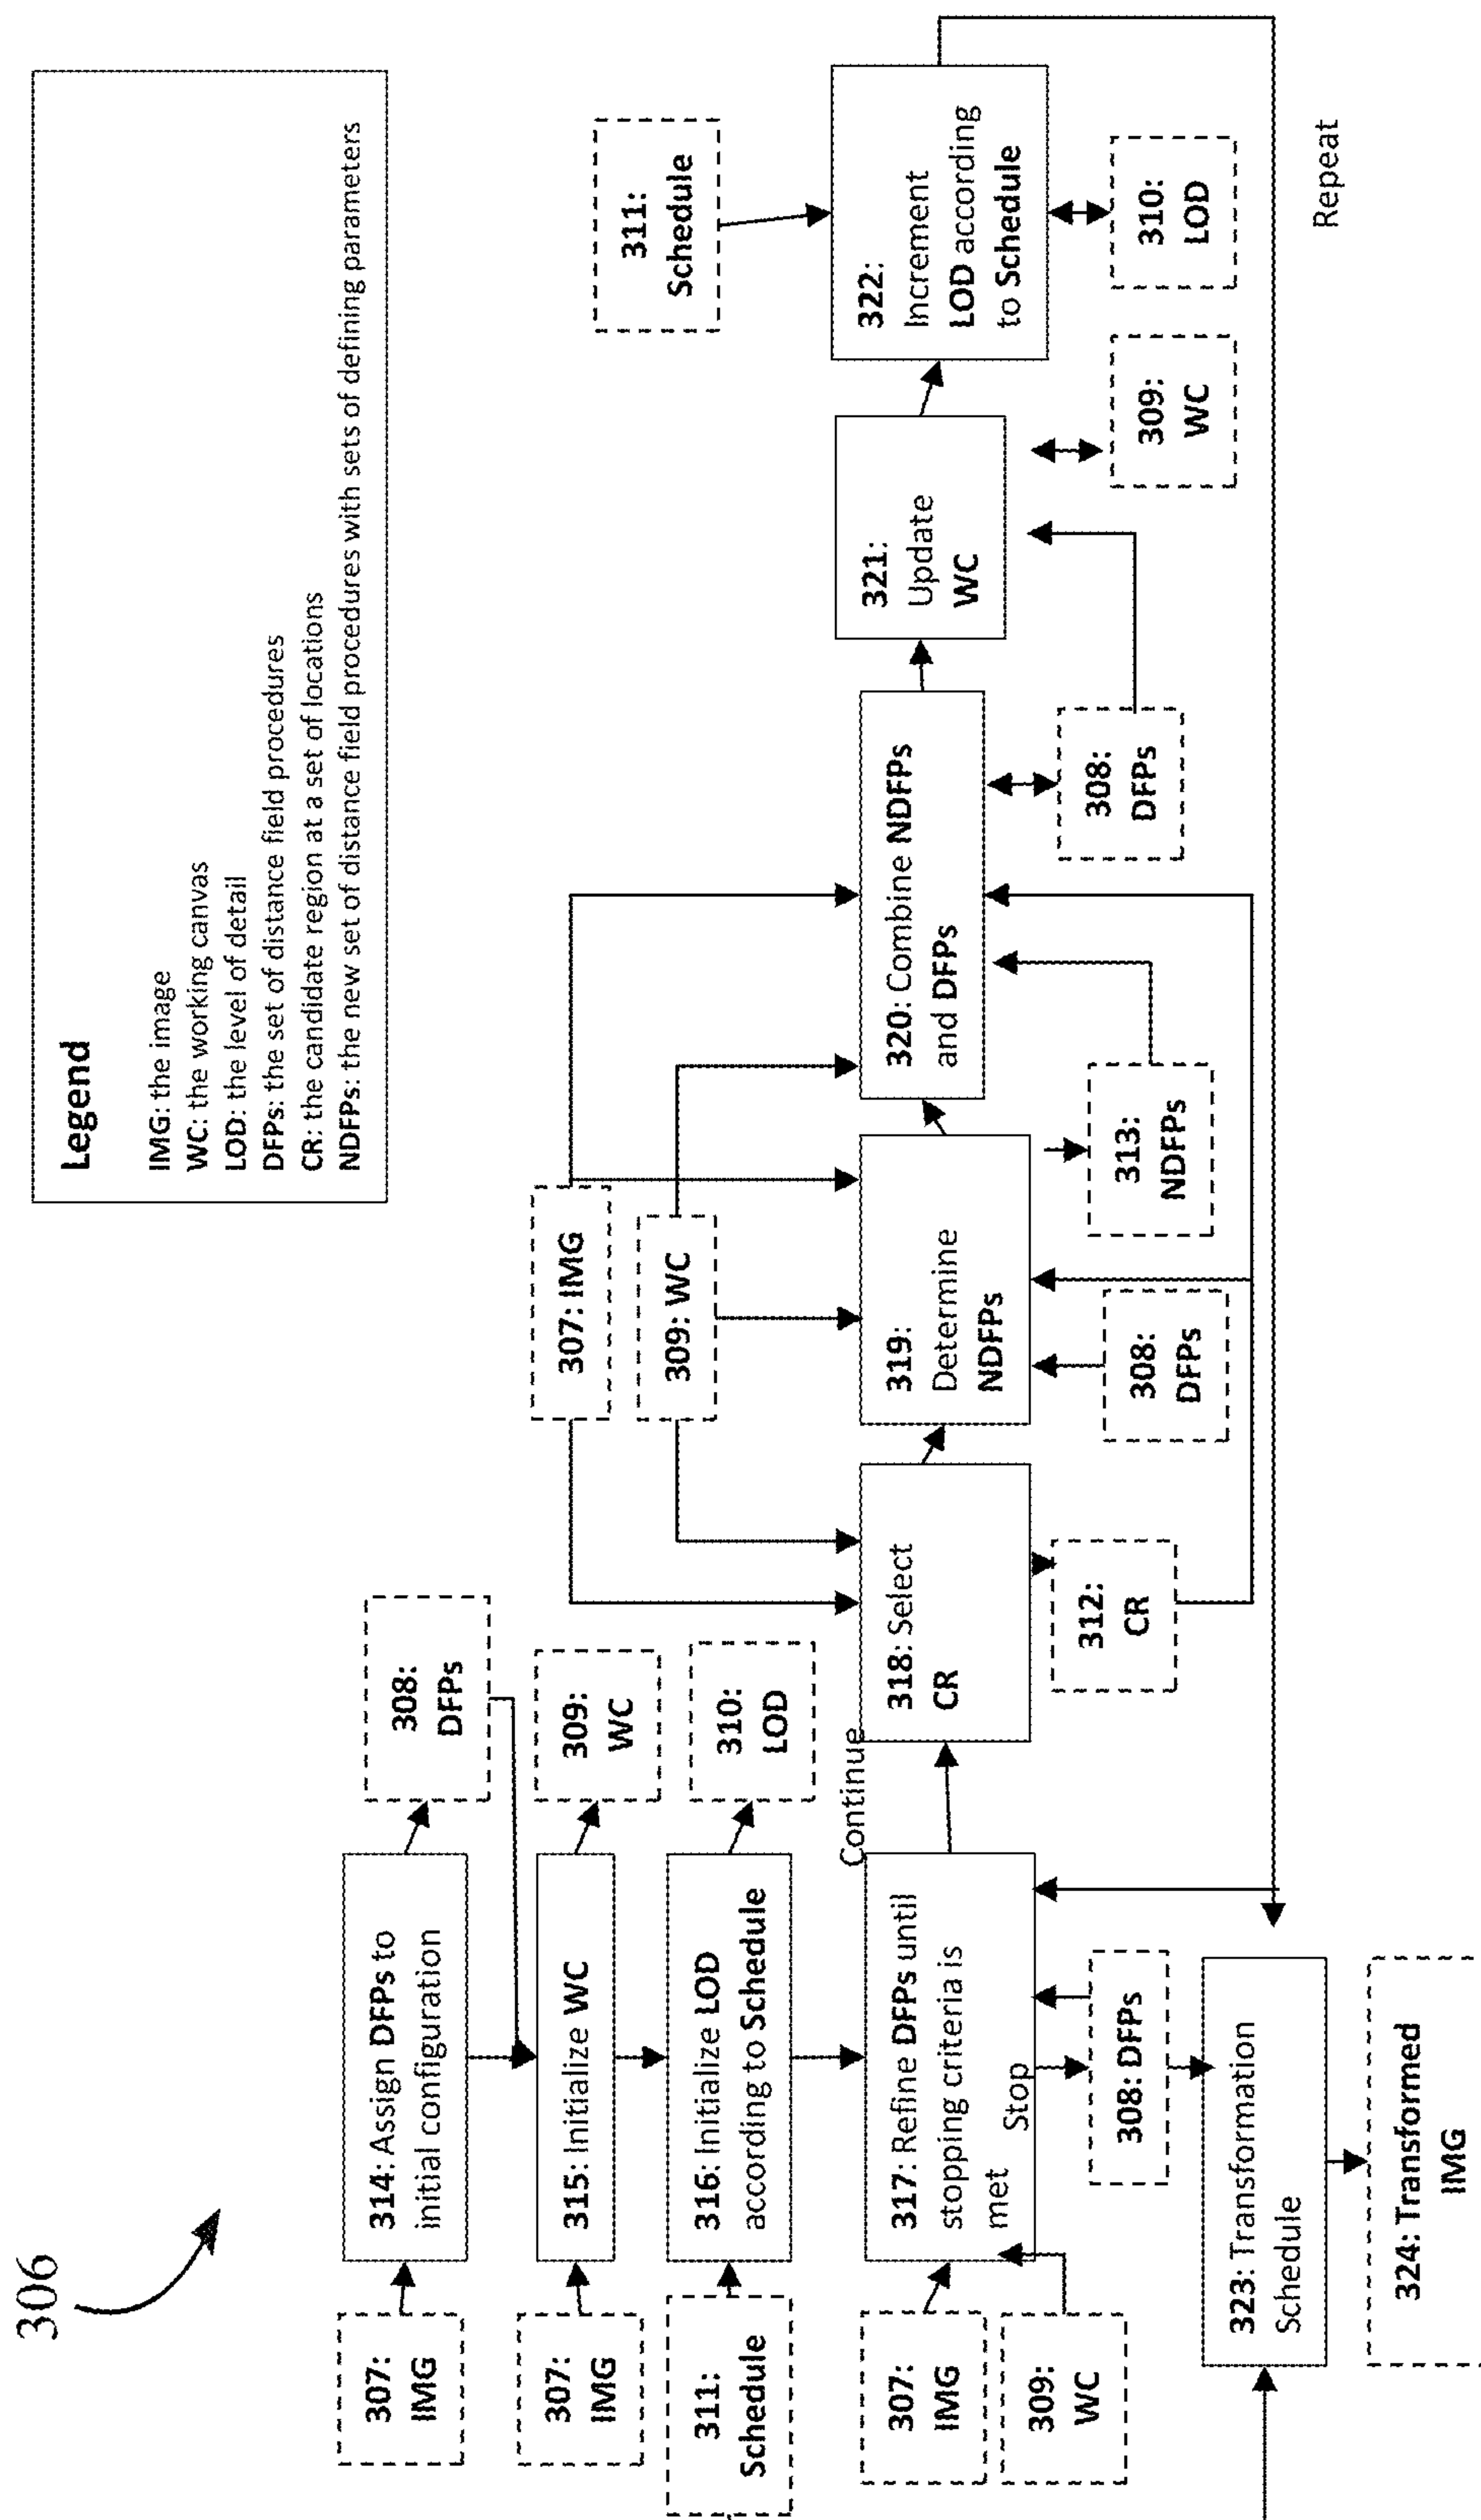 306
Legend
IMG: the image
WC: the working canvas
LOD: the level of detail
DFPs: the set of distance field procedures
CR: the candidate region at a set of locations
NDFPs: the new set of distance field procedures with sets of defining parameters
307:
IMG
314: Assign DFPs to
initial configuration
308:
DFPs
307:
IMG
315: Initialize WC
309:
WC
311:
Schedule
316: Initialize LOD
according to Schedule
310:
LOD
307:
IMG
309:
WC
317: Refine DFPs until
stopping criteria is
met
Stop
Continue
308: DFPs
323: Transformation
Schedule
324: Transformed
IMG
318: Select
CR
312:
CR
307: IMG
309: WC
319:
Determine
NDFPs
308:
DFPs
313:
NDFPs
320: Combine NDFPs
and DFPs
308:
DFPs
321:
Update
WC
309:
WC
311:
Schedule
322:
Increment
LOD according
to Schedule
310:
LOD
Repeat